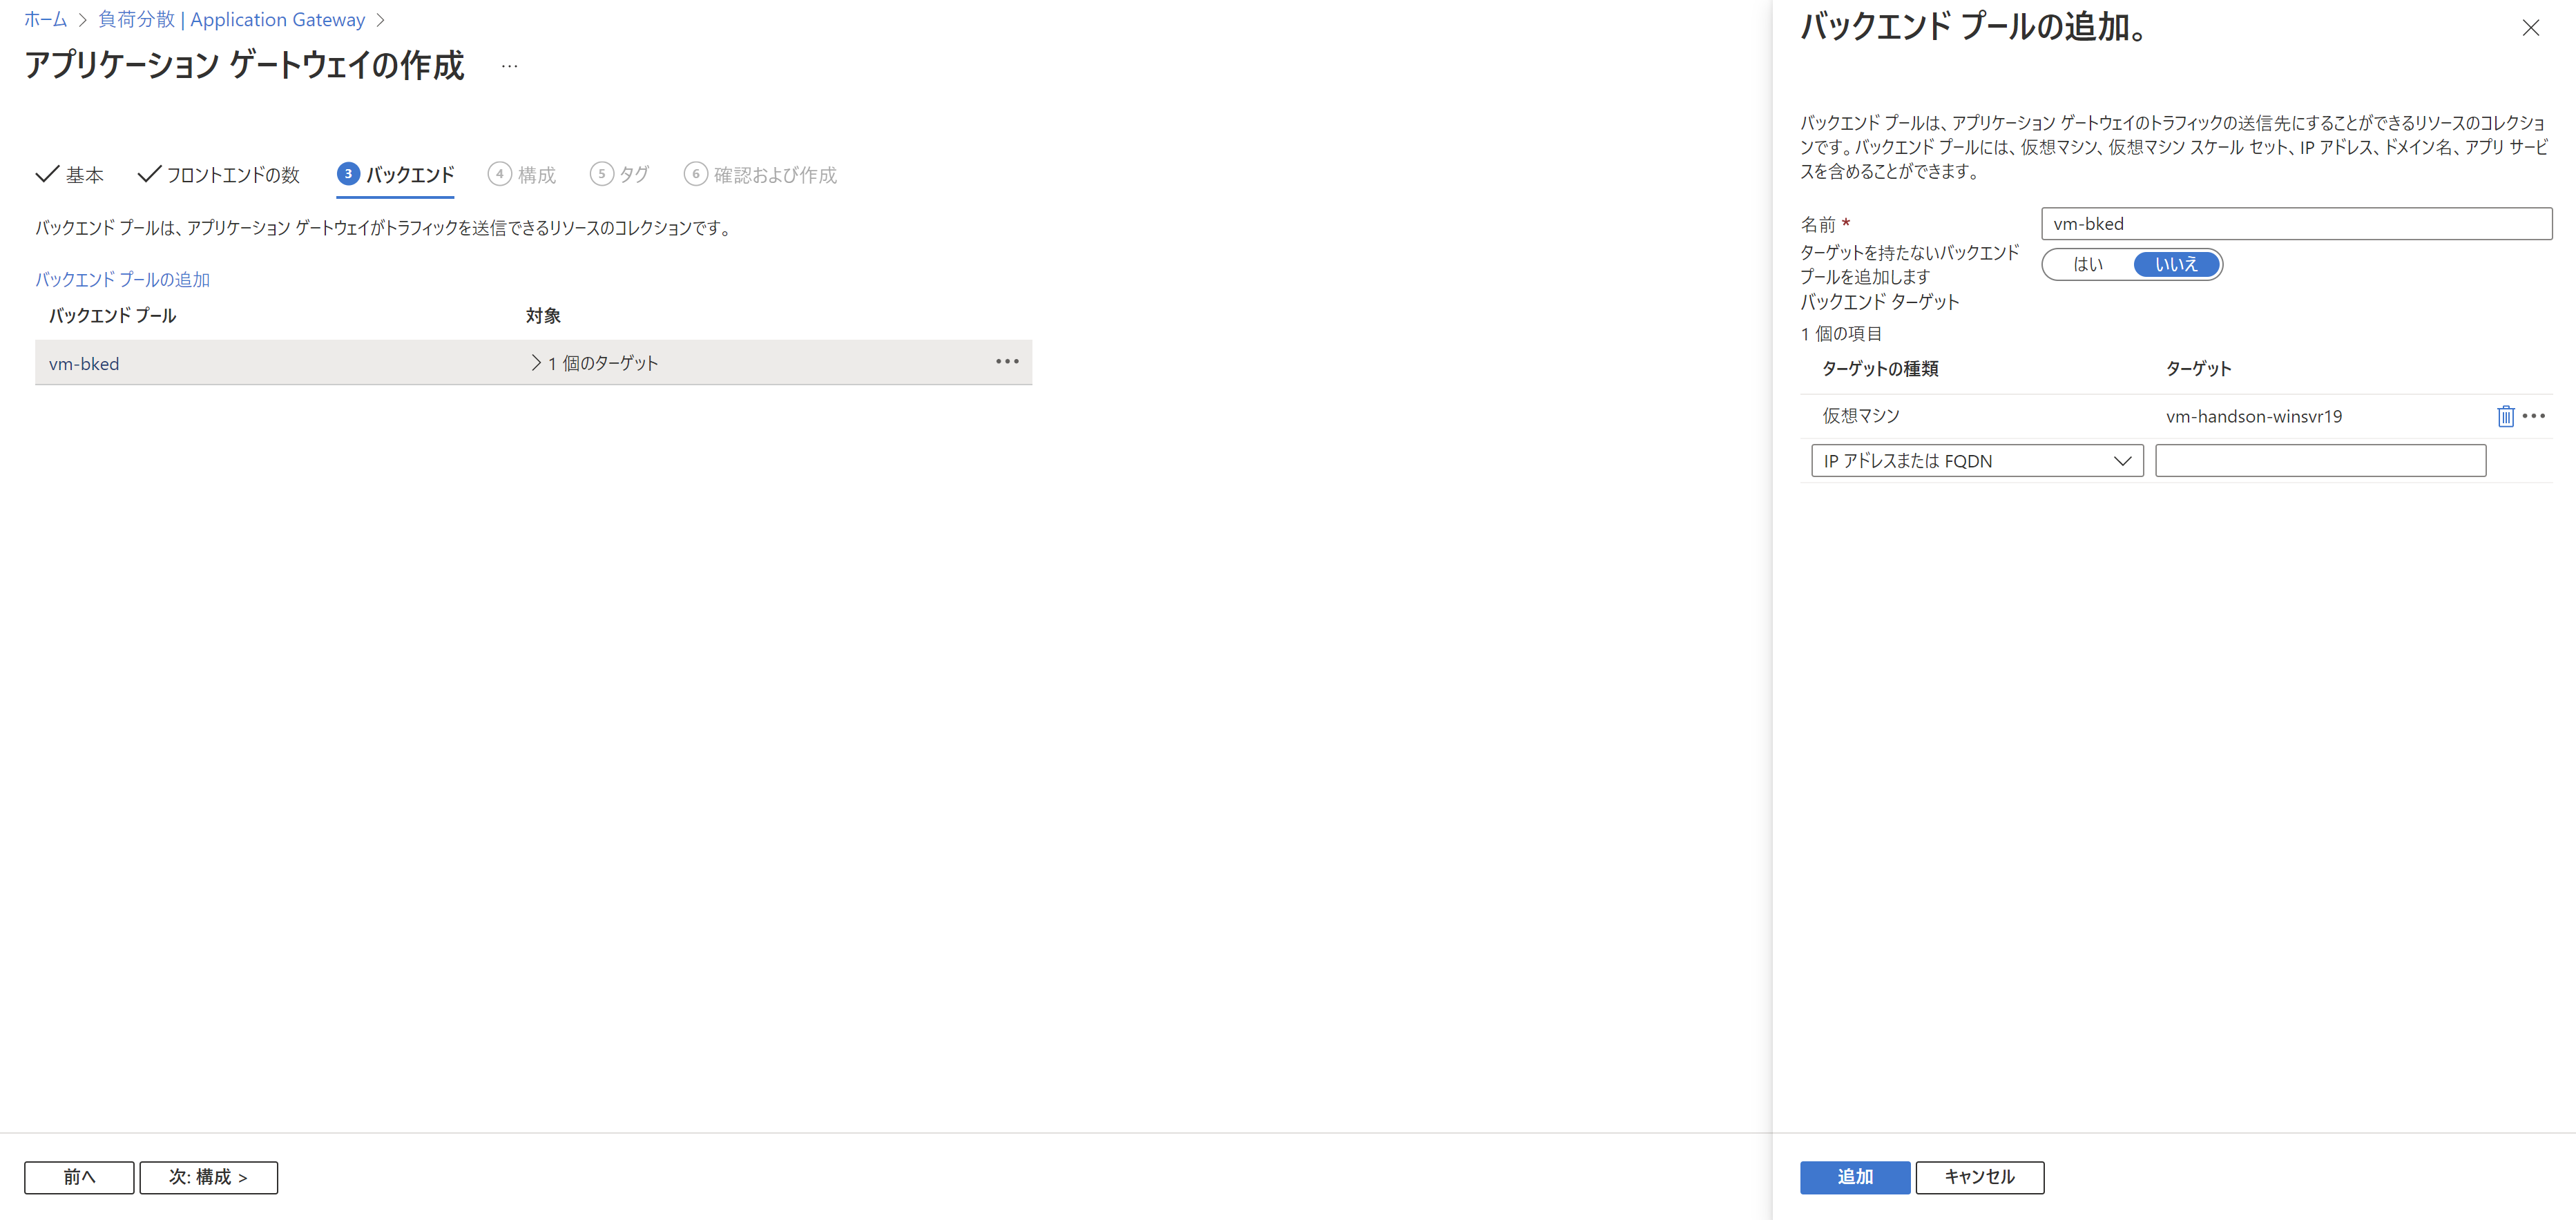 ホーム > 負荷分散 | Application Gateway >
アプリケーション ゲートウェイの作成 …
基本 フロントエンドの数 3 バックエンド 4 構成 5 タグ 6 確認および作成
バックエンド プールは、アプリケーション ゲートウェイがトラフィックを送信できるリソースのコレクションです。
バックエンド プールの追加
バックエンド プール 対象
vm-bked > 1 個のターゲット •••
前へ 次: 構成 >
バックエンド プールの追加。
バックエンド プールは、アプリケーション ゲートウェイのトラフィックの送信先にすることができるリソースのコレクショ
ンです。バックエンド プールには、仮想マシン、仮想マシン スケール セット、IP アドレス、ドメイン名、アプリ サービ
スを含めることができます。
名前 * vm-bked
ターゲットを持たないバックエンド
プールを追加します
はい いいえ
バックエンド ターゲット
1 個の項目
ターゲットの種類 ターゲット
仮想マシン vm-handson-winsvr19 •••
IP アドレスまたは FQDN
追加 キャンセル